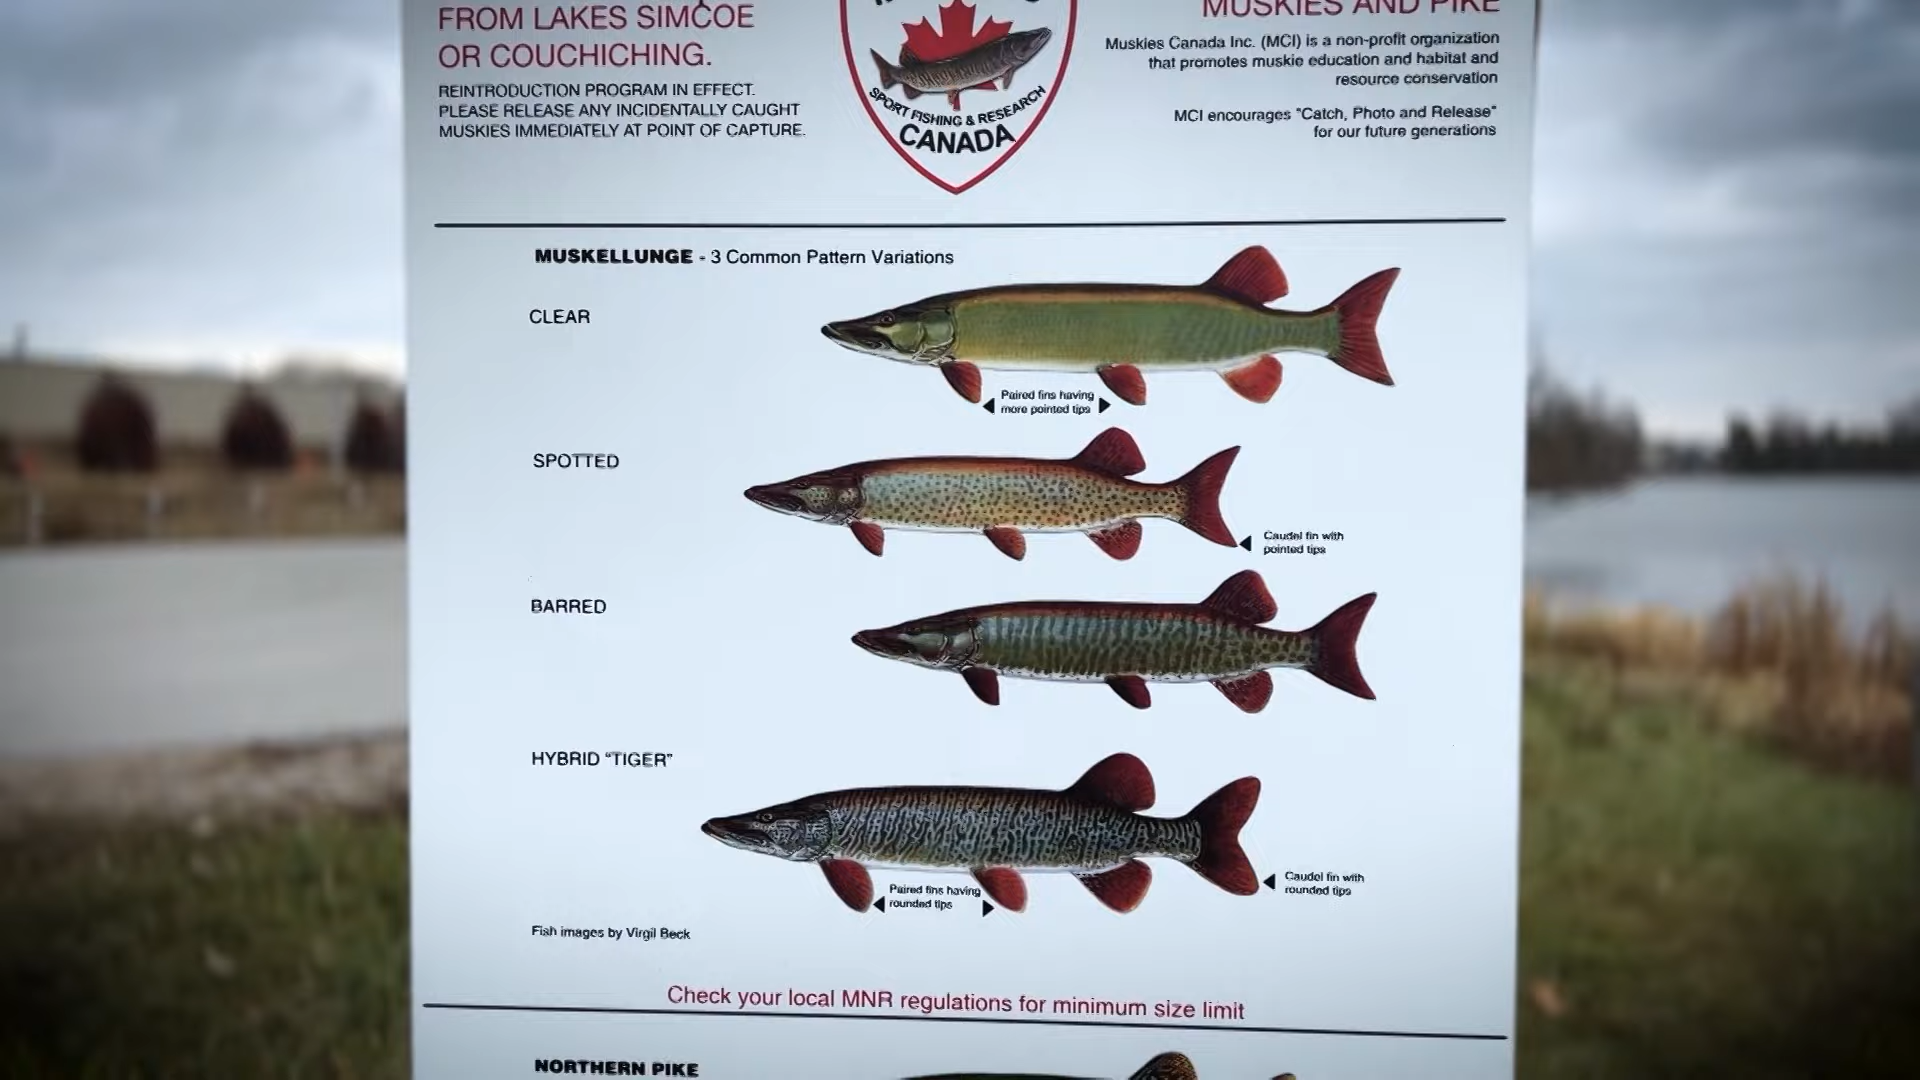 FROM LAKES SIMCOE
OR COUCHICHING.
REINTRODUCTION PROGRAM IN EFFECT.
PLEASE RELEASE ANY INCIDENTALLY CAUGHT
MUSKIES IMMEDIATELY AT POINT OF CAPTURE.
SPORT FISHING & RESEARCH
CANADA
MUSKIES AND PIKE
Muskies Canada Inc. (MCI) is a non-profit organization
that promotes muskie education and habitat and
resource conservation
MCI encourages "Catch, Photo and Release"
for our future generations
MUSKELLUNGE - 3 Common Pattern Variations
CLEAR
Paired fins having
more pointed tips
SPOTTED
Caudal fin with
pointed tips
BARRED
HYBRID "TIGER"
Paired fins having
rounded tips
Caudel fin with
rounded tips
Fish images by Virgil Beck
Check your local MNR regulations for minimum size limit
NORTHERN PIKE